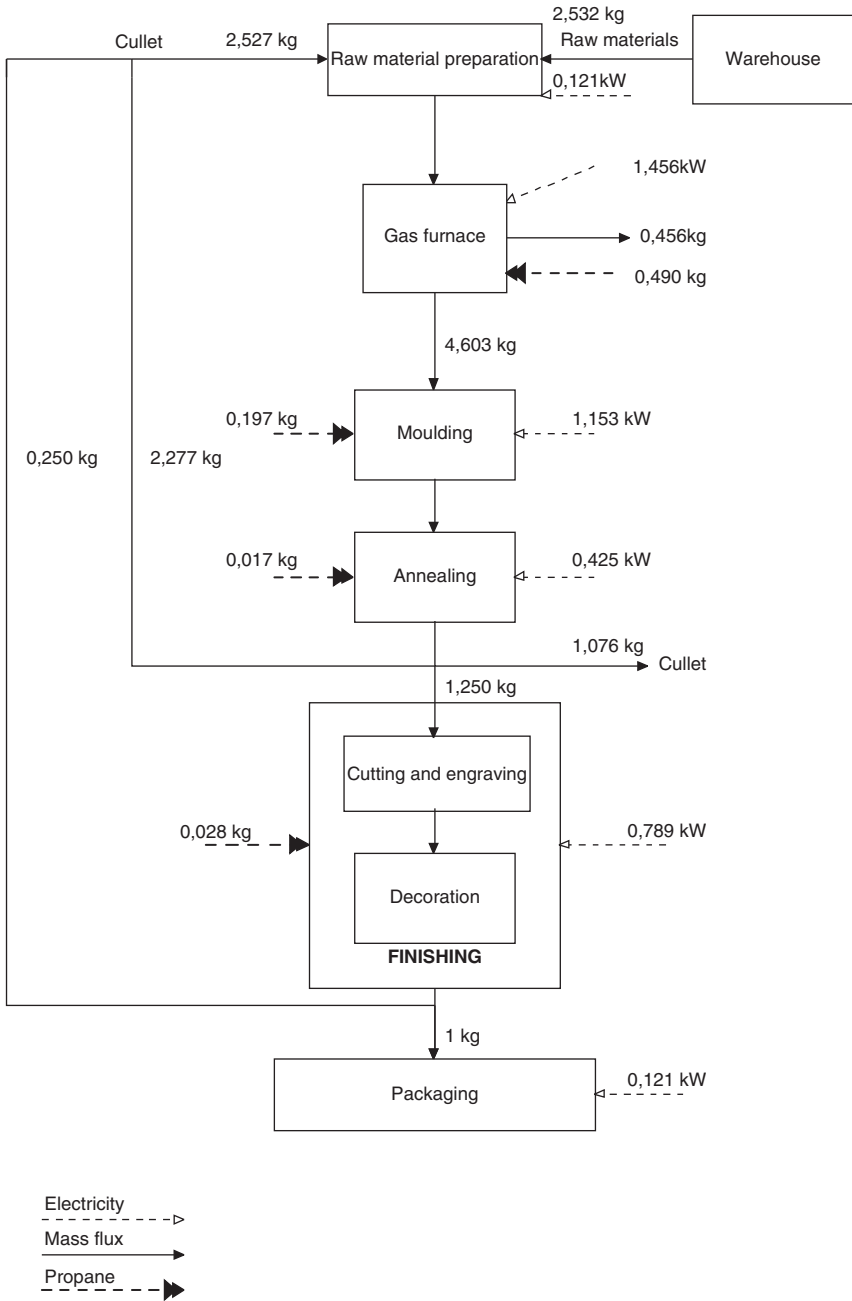 2,532 kg
Cullet
2,527 kg
Raw materials
Raw material preparation
Warehouse
0,121kW
1,456kW
Gas furnace
0,456kg
0,490 kg
4,603 kg
0,197 kg
1,153 kW
Moulding
0,250 kg
2,277 kg
0,017 kg
0,425 kW
Annealing
1,076 kg
Cullet
1,250 kg
Cutting and engraving
0,028 kg
0,789 kW
Decoration
FINISHING
1 kg
0,121 kW
Packaging
Electricity
Mass flux
Propane